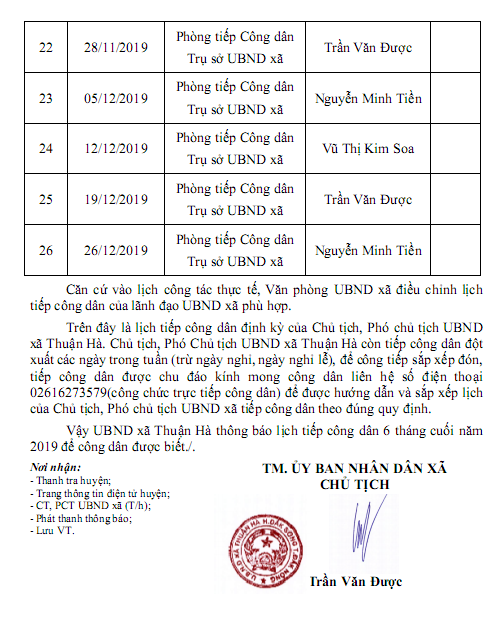 22 28/11/2019 Phòng tiếp Công dân Trần Văn Được
Trụ sở UBND xã
23 05/12/2019 Phòng tiếp Công dân Nguyễn Minh Tiền
Trụ sở UBND xã
24 12/12/2019 Phòng tiếp Công dân Vũ Thị Kim Soa
Trụ sở UBND xã
25 19/12/2019 Phòng tiếp Công dân Trần Văn Được
Trụ sở UBND xã
26 26/12/2019 Phòng tiếp Công dân Nguyễn Minh Tiền
Trụ sở UBND xã
Căn cứ vào lịch công tác thực tế, Văn phòng UBND xã điều chỉnh lịch
tiếp công dân của lãnh đạo UBND xã phù hợp.
Trên đây là lịch tiếp công dân định kỳ của Chủ tịch, Phó chủ tịch UBND
xã Thuận Hà. Chủ tịch, Phó Chủ tịch UBND xã Thuận Hà còn tiếp công dân đột
xuất các ngày trong tuần (trừ ngày nghỉ, ngày nghỉ lễ), để công tiếp sắp xếp đón,
tiếp công dân được chu đáo kính mong công dân liên hệ số điện thoại
02616273579(công chức trực tiếp công dân) để được hướng dẫn và sắp xếp lịch
của Chủ tịch, Phó chủ tịch UBND xã tiếp công dân theo đúng quy định.
Vậy UBND xã Thuận Hà thông báo lịch tiếp công dân 6 tháng cuối năm
2019 để công dân được biết./.
Nơi nhận:
- Thanh tra huyện;
- Trang thông tin điện tử huyện;
- CT, PCT UBND xã (T/h);
- Phát thanh thông báo;
- Lưu VT.
TM. ỦY BAN NHÂN DÂN XÃ
CHỦ TỊCH
U.B.N.D XÃ THUẬN HÀ H.ĐĂK SONG T.ĐĂK NÔNG
Trần Văn Được